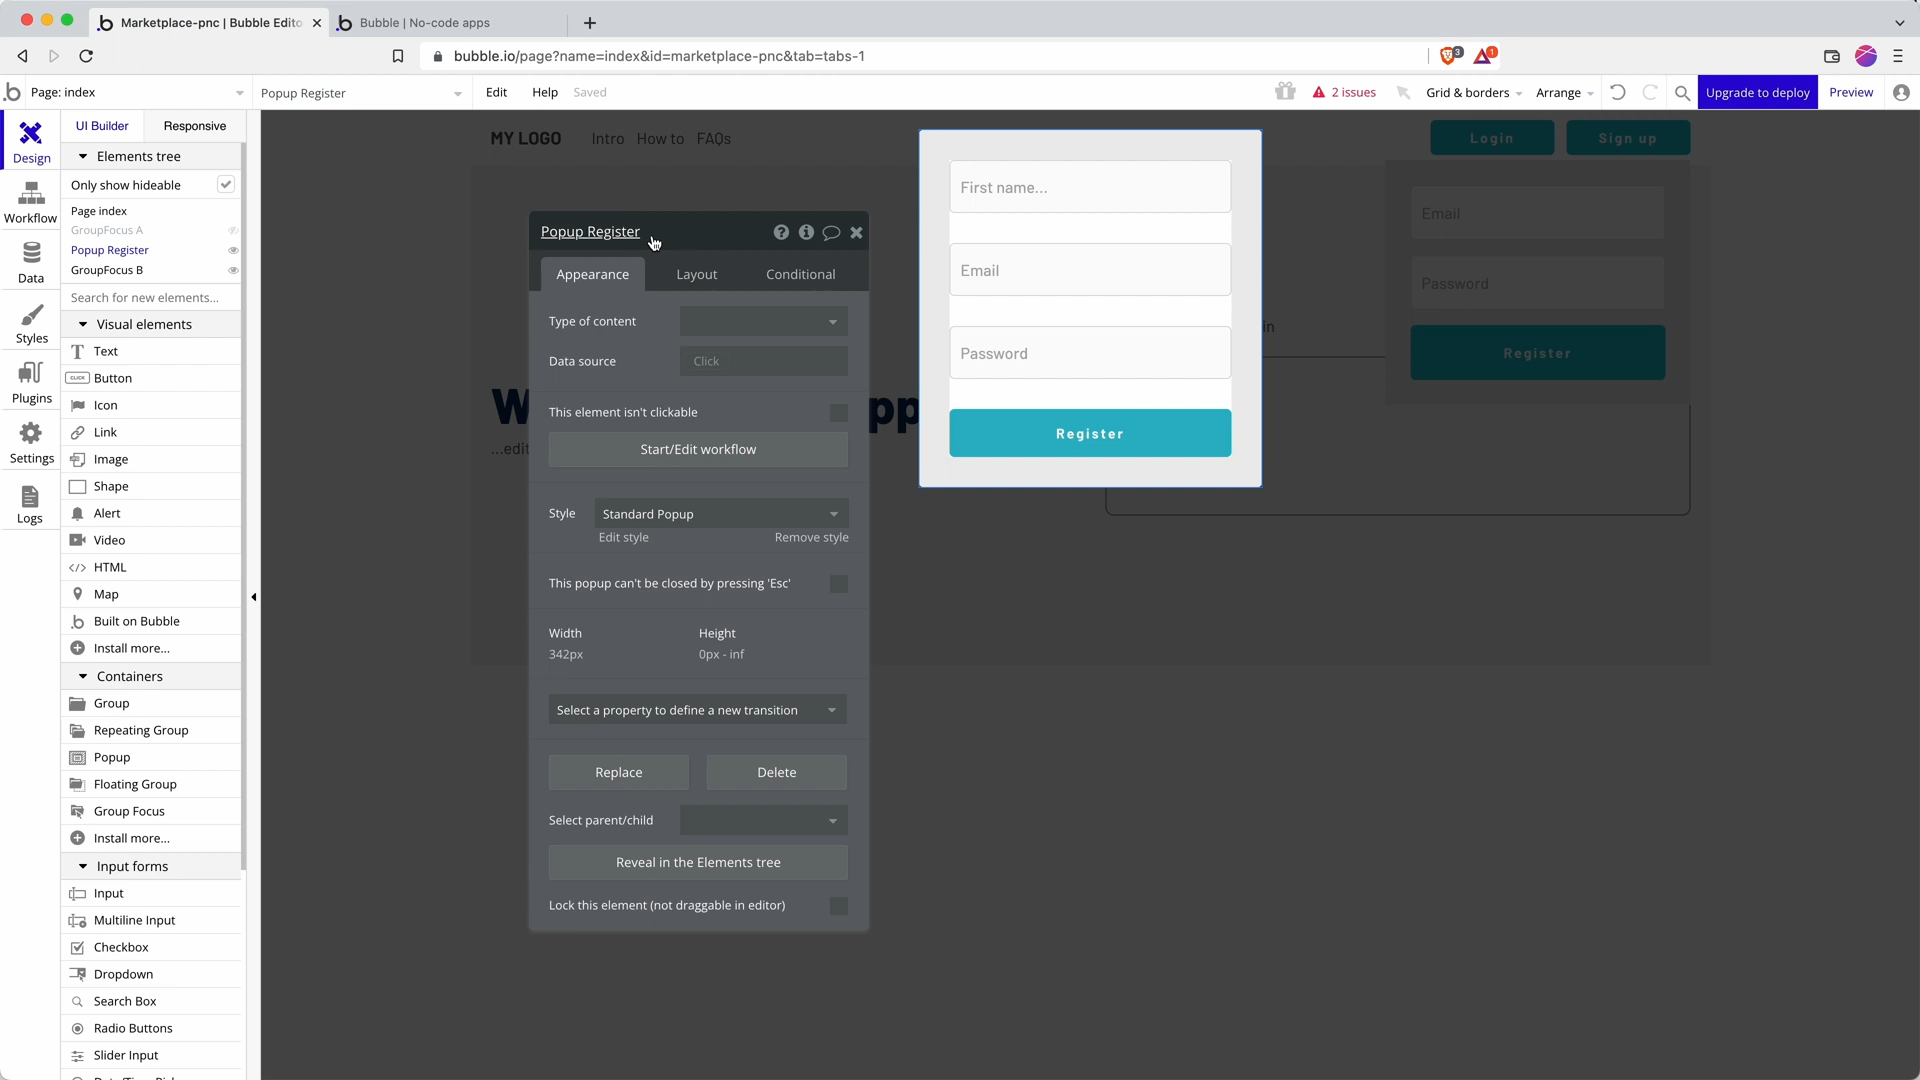 Marketplace-pnc | Bubble Edito
Bubble | No-code apps
bubble.io/page?name=index&id=marketplace-pnc&tab=tabs-1
3
1
Page: index
Popup Register
Edit
Help
Saved
2 issues
Grid & borders
Arrange
Upgrade to deploy
Preview
Design
Workflow
Data
Styles
Plugins
Settings
Logs
UI Builder
Responsive
Elements tree
Only show hideable
Page index
GroupFocus A
Popup Register
GroupFocus B
Search for new elements...
Visual elements
Text
CLICK
Button
Icon
Link
Image
Shape
Alert
Video
HTML
Map
Built on Bubble
Install more...
Containers
Group
Repeating Group
Popup
Floating Group
Group Focus
Install more...
Input forms
Input
Multiline Input
Checkbox
Dropdown
Search Box
Radio Buttons
Slider Input
MY LOGO
Intro
How to
FAQs
Login
Sign up
Popup Register
Appearance
Layout
Conditional
Type of content
Data source
Click
This element isn't clickable
Start/Edit workflow
Style
Standard Popup
Edit style
Remove style
This popup can't be closed by pressing 'Esc'
Width
Height
342px
0px - inf
Select a property to define a new transition
Replace
Delete
Select parent/child
Reveal in the Elements tree
Lock this element (not draggable in editor)
W
pp
...edit
in
First name...
Email
Password
Register
Email
Password
Register